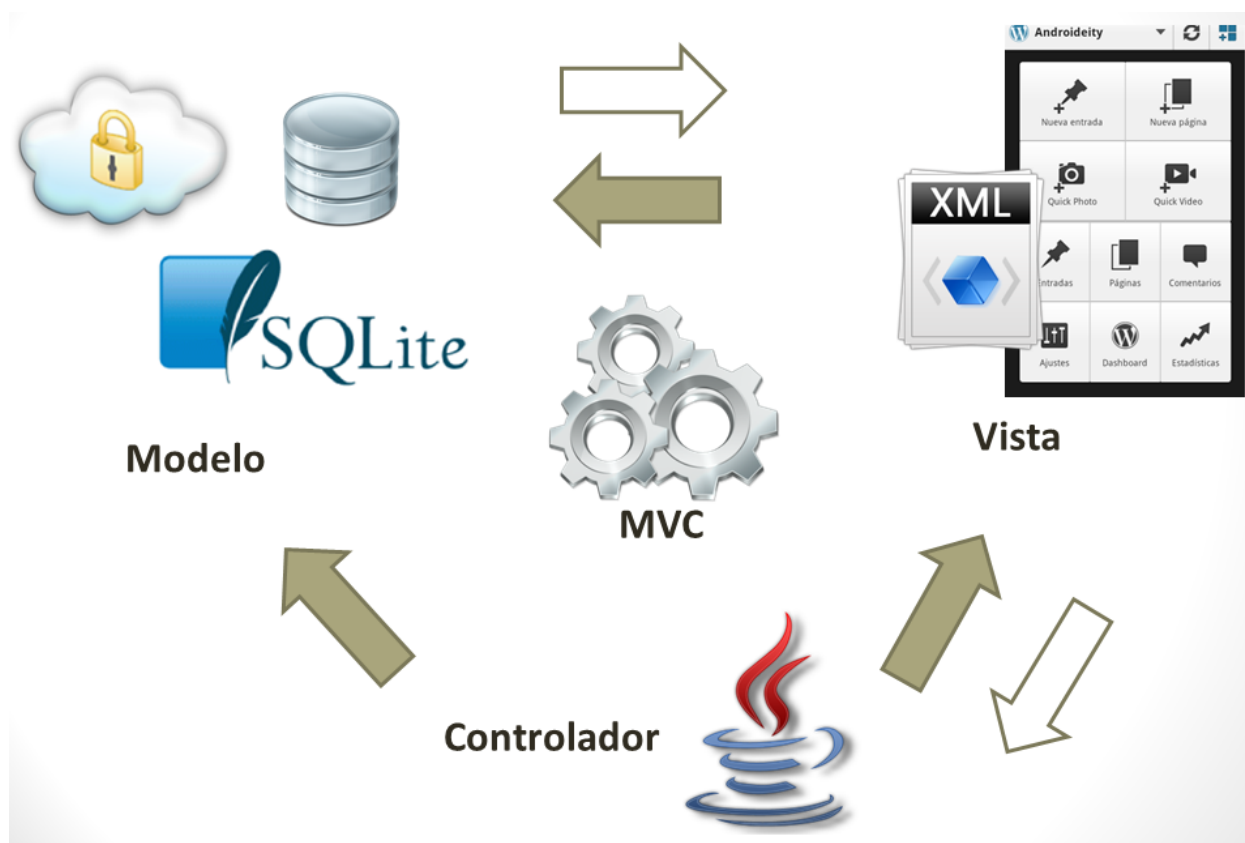 Androideity
Nueva entrada
Nueva página
Quick Photo
Quick Video
XML
Entradas
Páginas
Comentarios
Ajustes
Dashboard
Estadísticas
SQLite
Modelo
Vista
MVC
Controlador